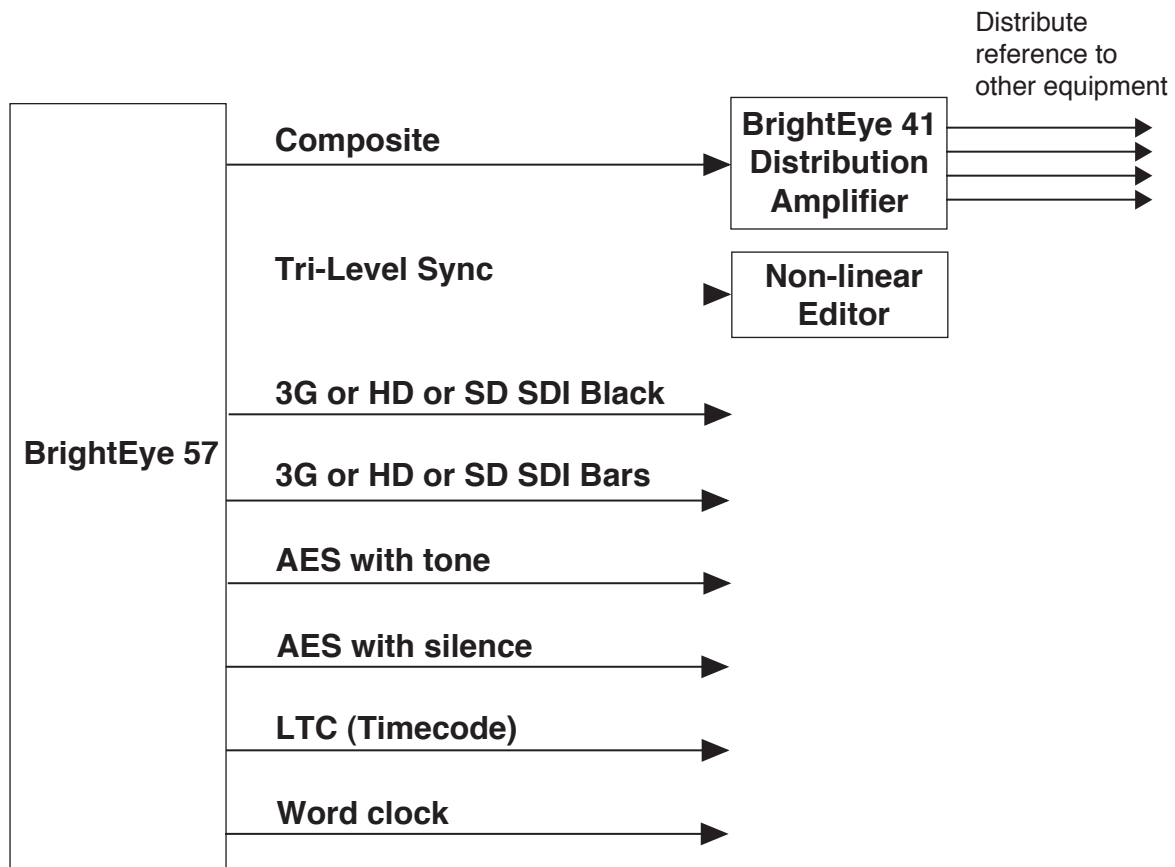 Distribute
reference to
other equipment
BrightEye 57
Composite
BrightEye 41
Distribution
Amplifier
Tri-Level Sync
Non-linear
Editor
3G or HD or SD SDI Black
3G or HD or SD SDI Bars
AES with tone
AES with silence
LTC (Timecode)
Word clock